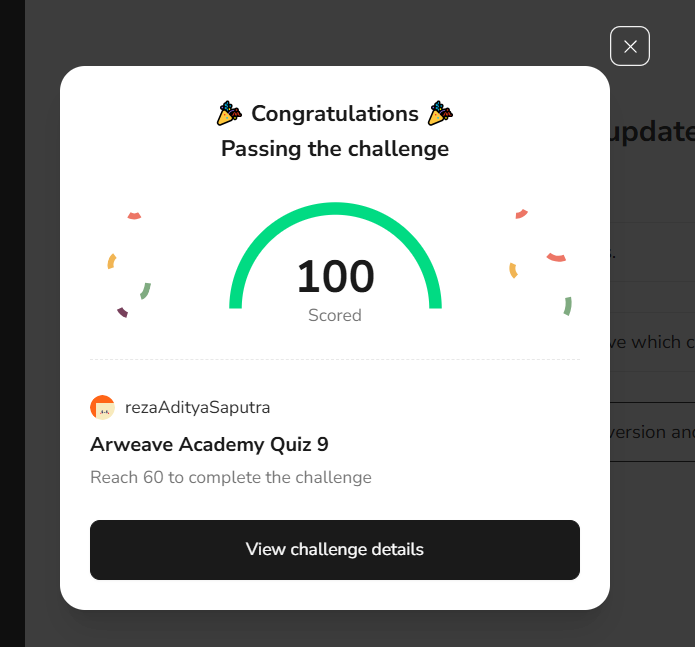 Congratulations
Passing the challenge
update
100
Scored
s.
ve which c
rezaAdityaSaputra
version and
Arweave Academy Quiz 9
Reach 60 to complete the challenge
View challenge details